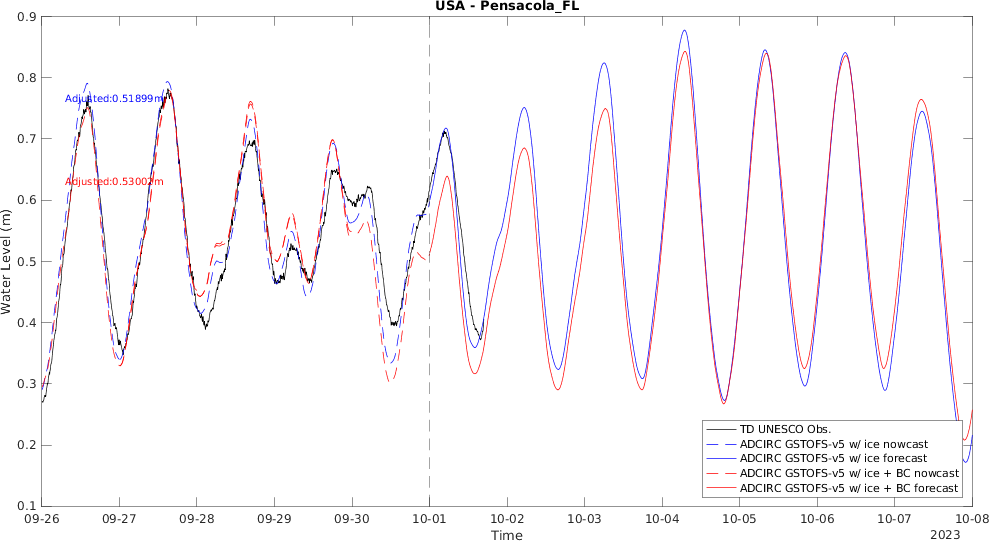 USA - Pensacola_FL
0.9
0.8
0.7
0.6
0.5
0.4
0.3
0.2
0.1
Water Level (m)
Adjusted:0.51899m
Adjusted:0.53002m
TD UNESCO Obs.
ADCIRC GSTOFS-v5 w/ ice nowcast
ADCIRC GSTOFS-v5 w/ ice forecast
ADCIRC GSTOFS-v5 w/ ice + BC nowcast
ADCIRC GSTOFS-v5 w/ ice + BC forecast
09-26 09-27 09-28 09-29 09-30 10-01 10-02 10-03 10-04 10-05 10-06 10-07 10-08
Time
2023